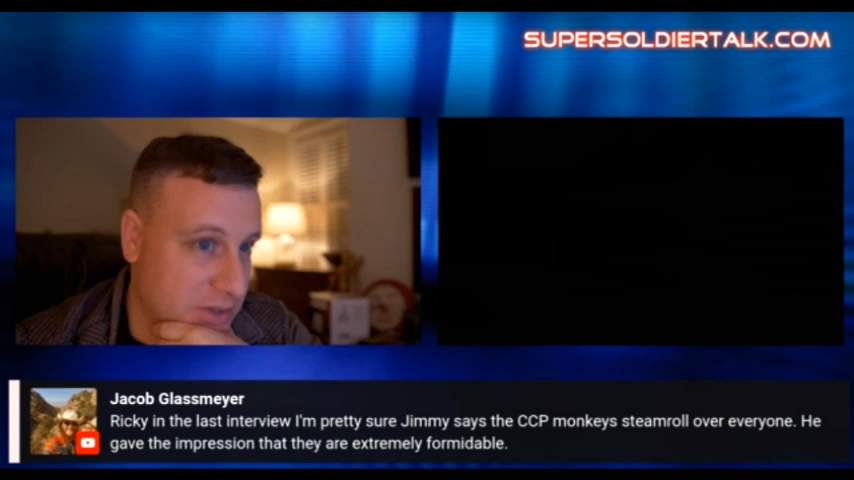 SUPERSOLDIERTALK.COM
Jacob Glassmeyer
Ricky in the last interview I'm pretty sure Jimmy says the CCP monkeys steamroll over everyone. He
gave the impression that they are extremely formidable.